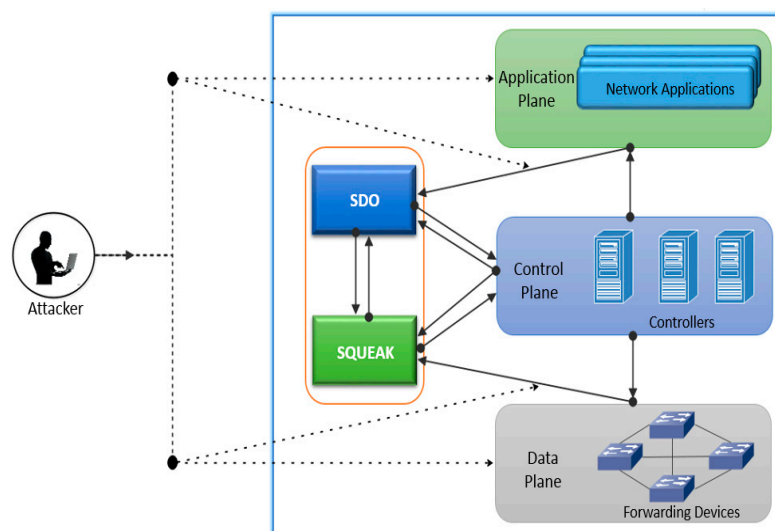 Application
Plane
Network Applications
SDO
SQUEAK
Attacker
Control
Plane
Controllers
Data
Plane
Forwarding Devices